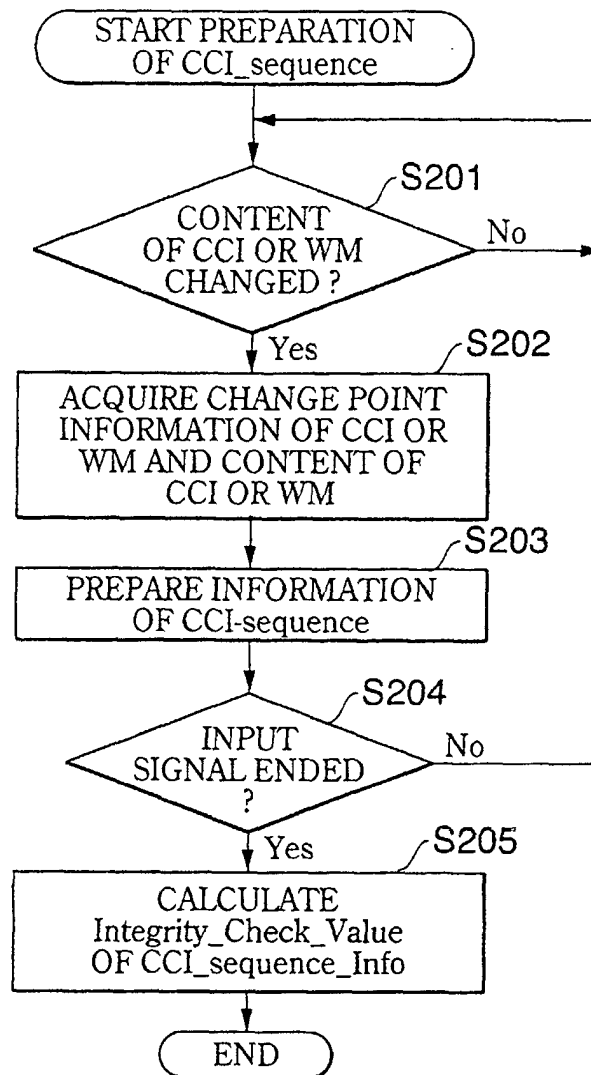 START PREPARATION
OF CCI_sequence
S201
CONTENT
OF CCI OR WM
CHANGED ?
No
Yes
S202
ACQUIRE CHANGE POINT
INFORMATION OF CCI OR
WM AND CONTENT OF
CCI OR WM
S203
PREPARE INFORMATION
OF CCI-sequence
S204
INPUT
SIGNAL ENDED
?
No
Yes
S205
CALCULATE
Integrity_Check_Value
OF CCI_sequence_Info
END